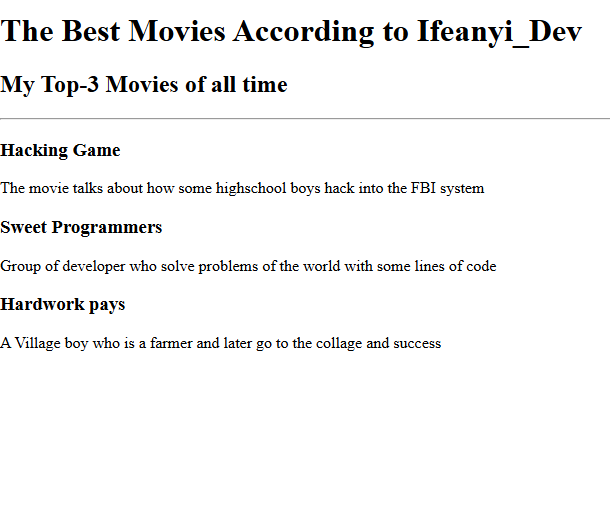 The Best Movies According to Ifeanyi_Dev
My Top-3 Movies of all time
Hacking Game
The movie talks about how some highschool boys hack into the FBI system
Sweet Programmers
Group of developer who solve problems of the world with some lines of code
Hardwork pays
A Village boy who is a farmer and later go to the collage and success